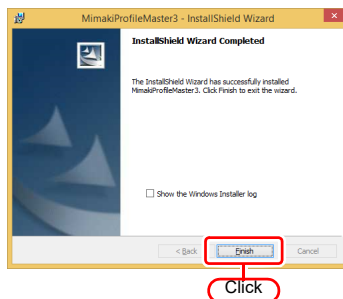 MimakiProfileMaster3 - InstallShield Wizard
InstallShield Wizard Completed
The InstallShield Wizard has successfully installed
MimakiProfileMaster3. Click Finish to exit the wizard.
Show the Windows Installer log
< Back
Finish
Cancel
Click